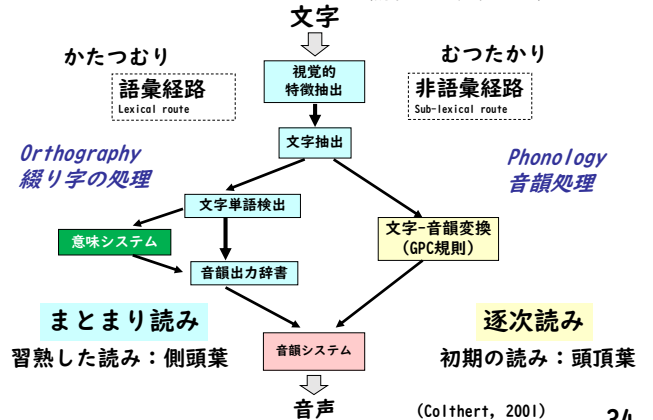 文字
かたつむり
むつたかり
語彙経路
Lexical route
視覚的
特徴抽出
非語彙経路
Sub-lexical route
文字抽出
Orthography
綴り字の処理
Phonology
音韻処理
文字単語検出
意味システム
文字-音韻変換
(GPC規則)
音韻出力辞書
まとまり読み
逐次読み
習熟した読み：側頭葉
音韻システム
初期の読み：頭頂葉
音声
(Colthert, 2001)
34